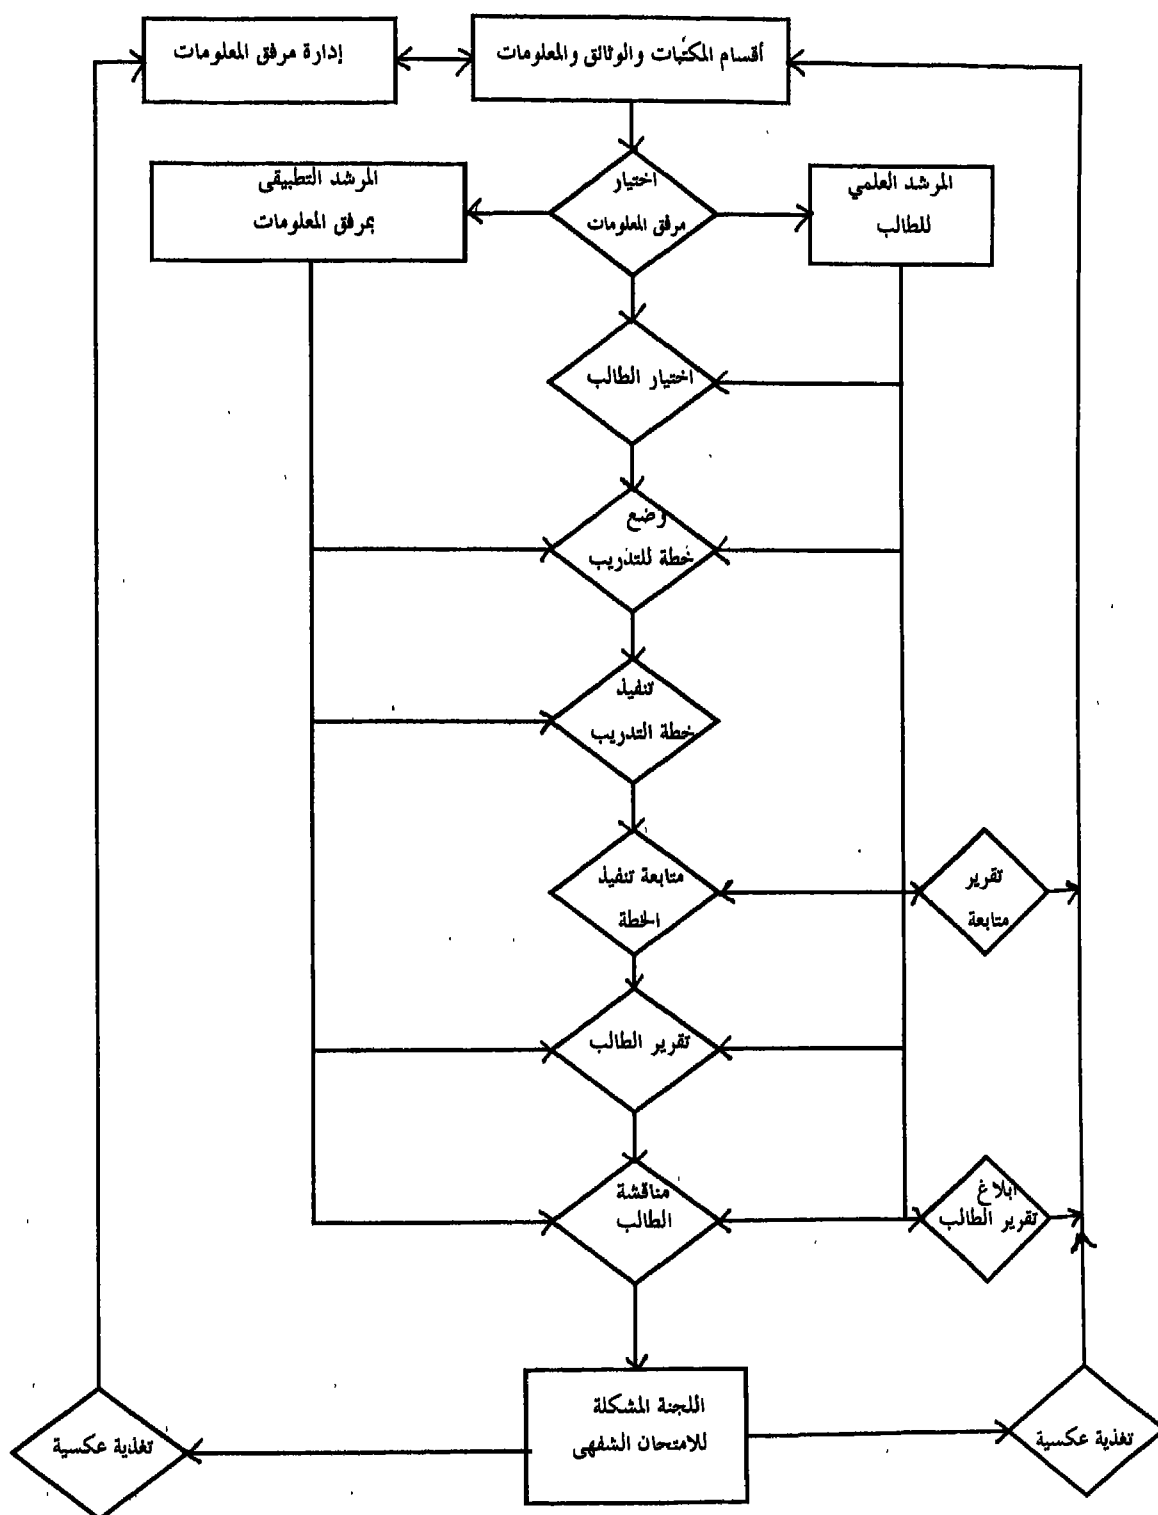 أقسام المكتبات والوثائق والمعلومات
إدارة مرفق المعلومات
المرشد العلمي
للطالب
اختيار
مرفق المعلومات
المرشد التطبيقى
بمرفق المعلومات
اختيار الطالب
وضع
خطة للتدريب
تنفيذ
خطة التدريب
متابعة تنفيذ
الخطة
تقرير
متابعة
تقرير الطالب
مناقشة
الطالب
ابلاغ
تقرير الطالب
اللجنة المشكلة
للامتحان الشفهى
تغذية عكسية
تغذية عكسية